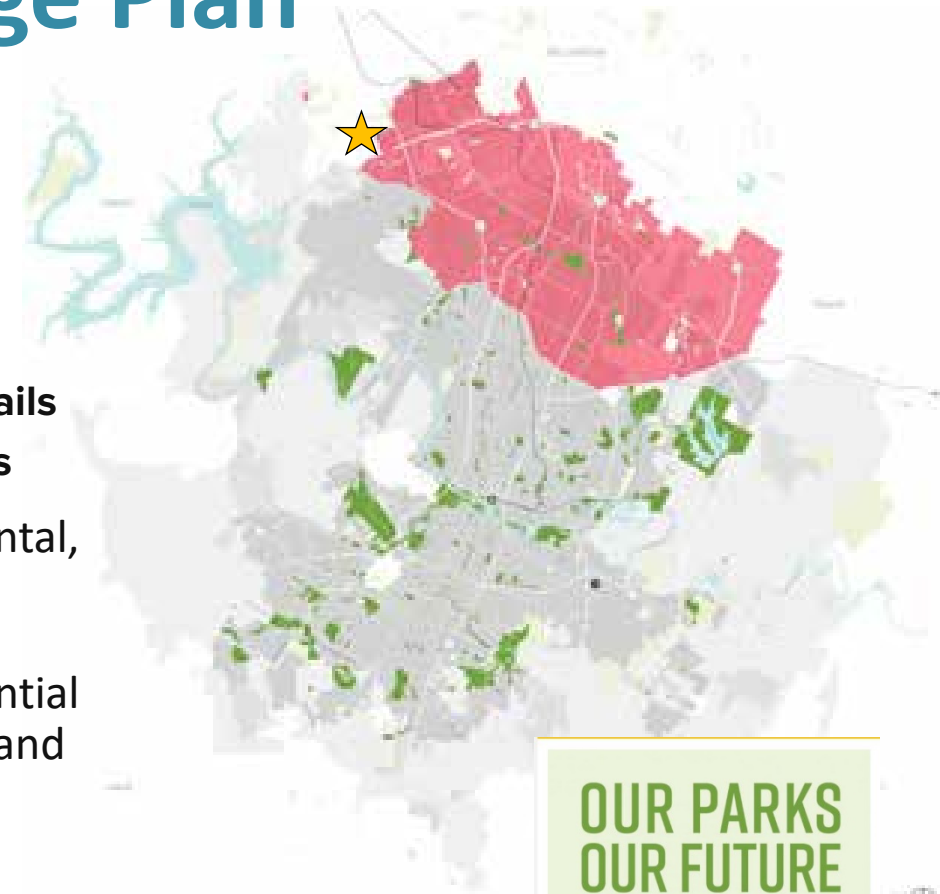 ge Plan
ails
s
ntal,
ntial
and
OUR PARKS
OUR FUTURE